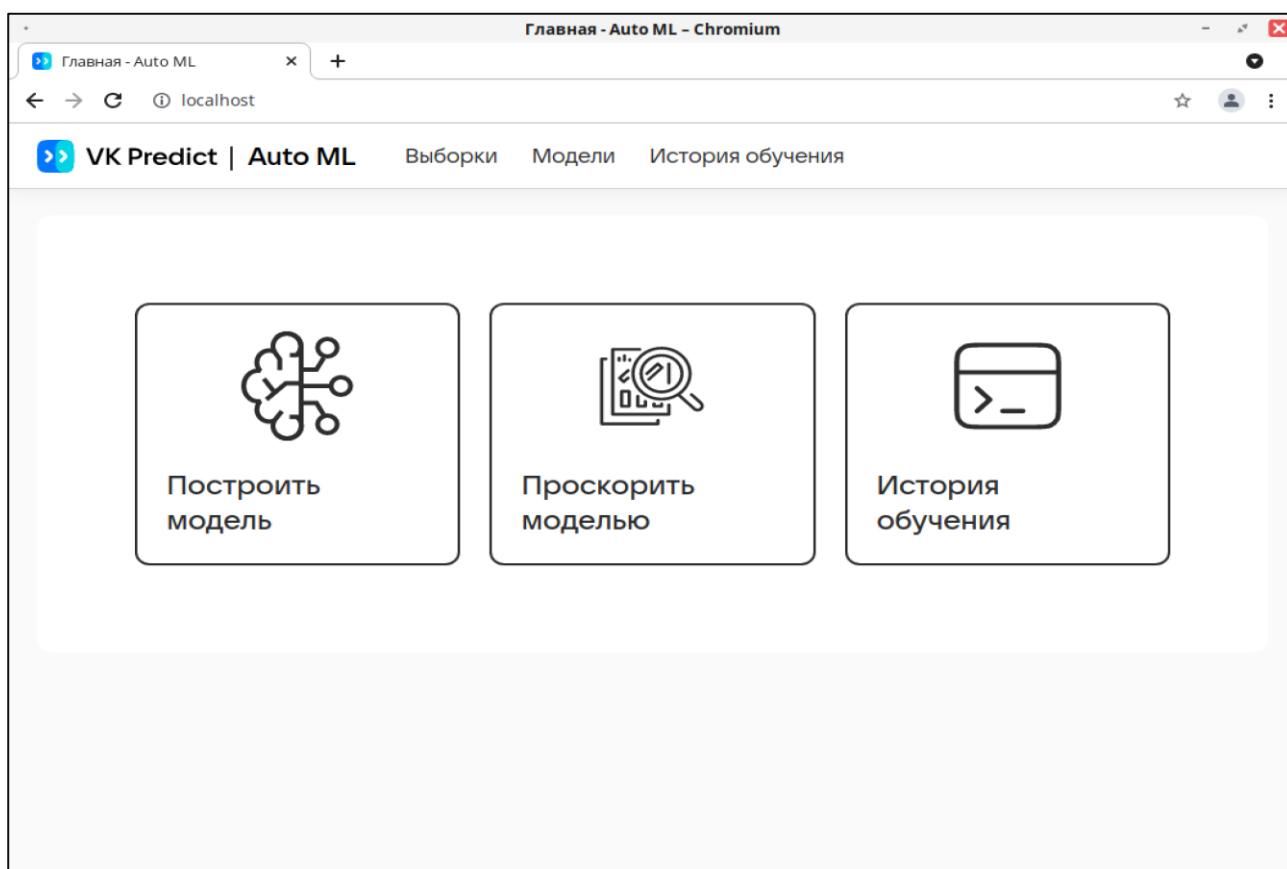 Главная - Auto ML – Chromium
Главная - Auto ML
localhost
VK Predict | Auto ML Выборки Модели История обучения
Построить
модель
Проскорить
моделью
История
обучения